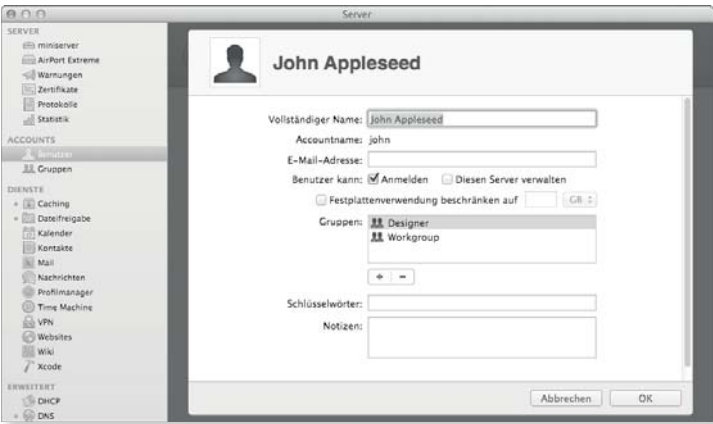 Server
SERVER
miniserver
AirPort Extreme
Warnungen
Zertifikate
Protokolle
Statistik
ACCOUNTS
Benutzer
Gruppen
DIENSTE
Caching
Dateifreigabe
Kalender
Kontakte
Mail
Nachrichten
Profilmanager
Time Machine
VPN
Websites
Wiki
Xcode
ERWEITERT
DHCP
DNS
John Appleseed
Vollständiger Name: John Appleseed
Accountname: john
E-Mail-Adresse:
Benutzer kann: Anmelden Diesen Server verwalten
Festplattenverwendung beschränken auf GB
Gruppen: Designer
Workgroup
+ −
Schlüsselwörter:
Notizen:
Abbrechen OK